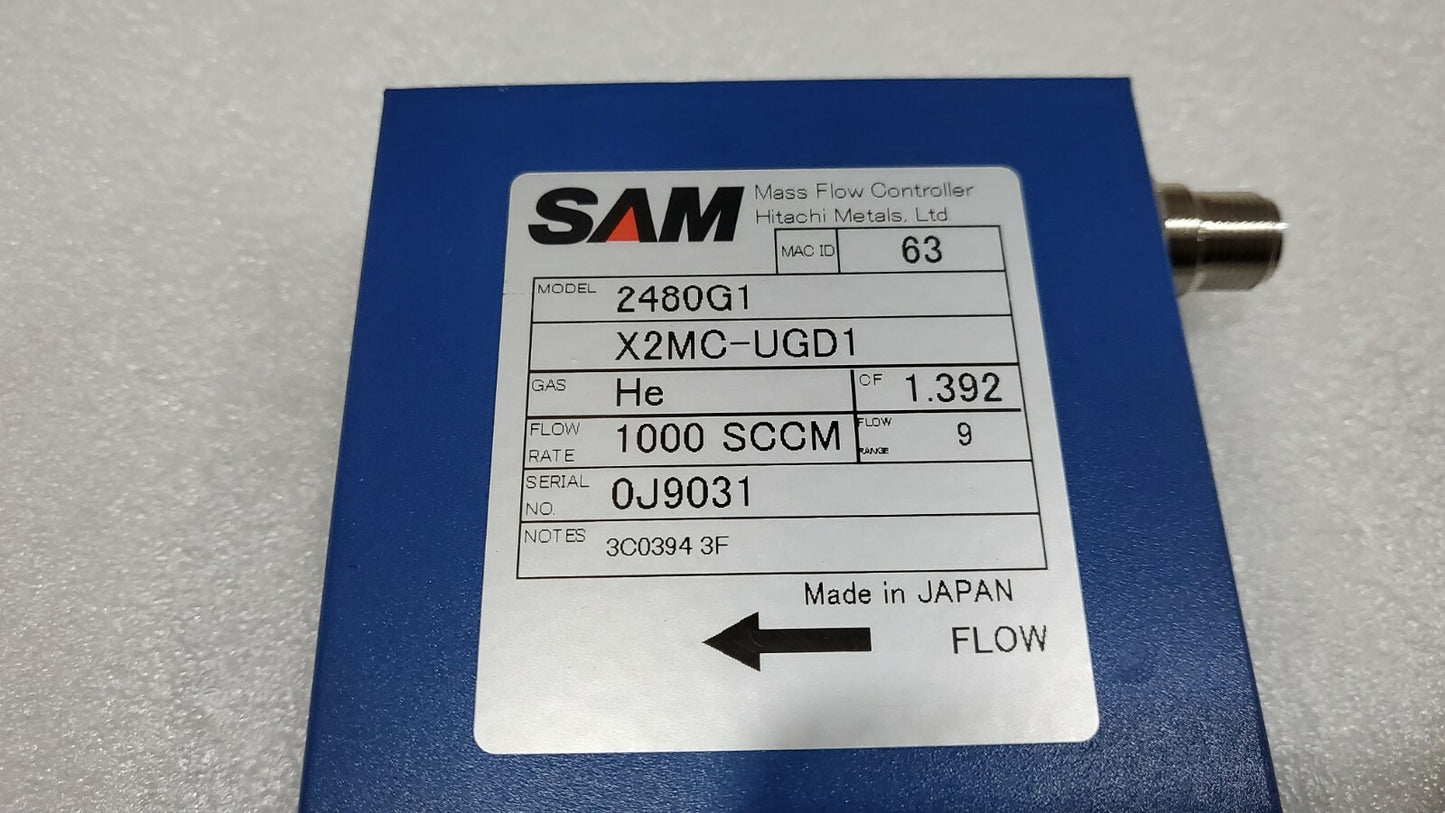 SAM Mass Flow Controller
Hitachi Metals, Ltd
MAC ID 63
MODEL 2480G1
X2MC-UGD1
GAS He CF 1.392
FLOW RATE 1000 SCCM FLOW RANGE 9
SERIAL NO. 0J9031
NOTES 3C0394 3F
Made in JAPAN
FLOW